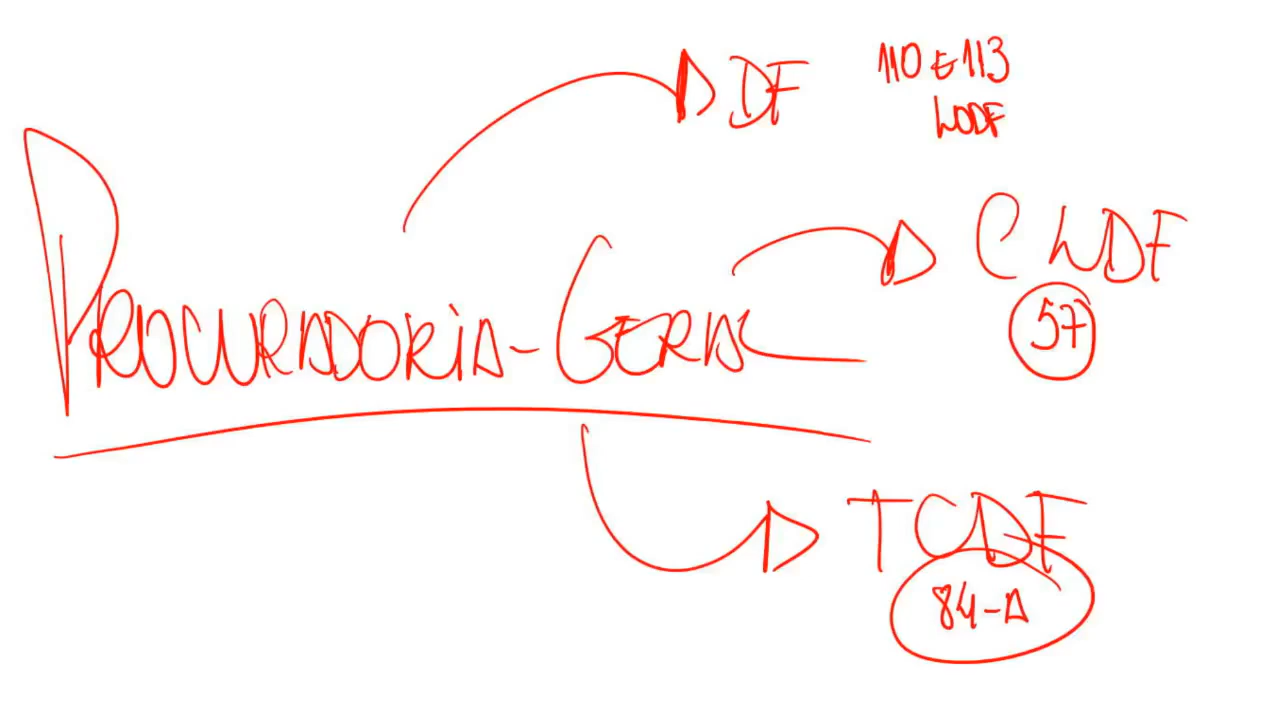 DF 110 E 113
LODF
CLDF
57
PROCURADORIA-GERAL
TCDF
84-A